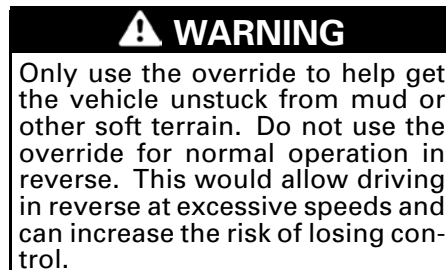 WARNING
Only use the override to help get
the vehicle unstuck from mud or
other soft terrain. Do not use the
override for normal operation in
reverse. This would allow driving
in reverse at excessive speeds and
can increase the risk of losing con-
trol.